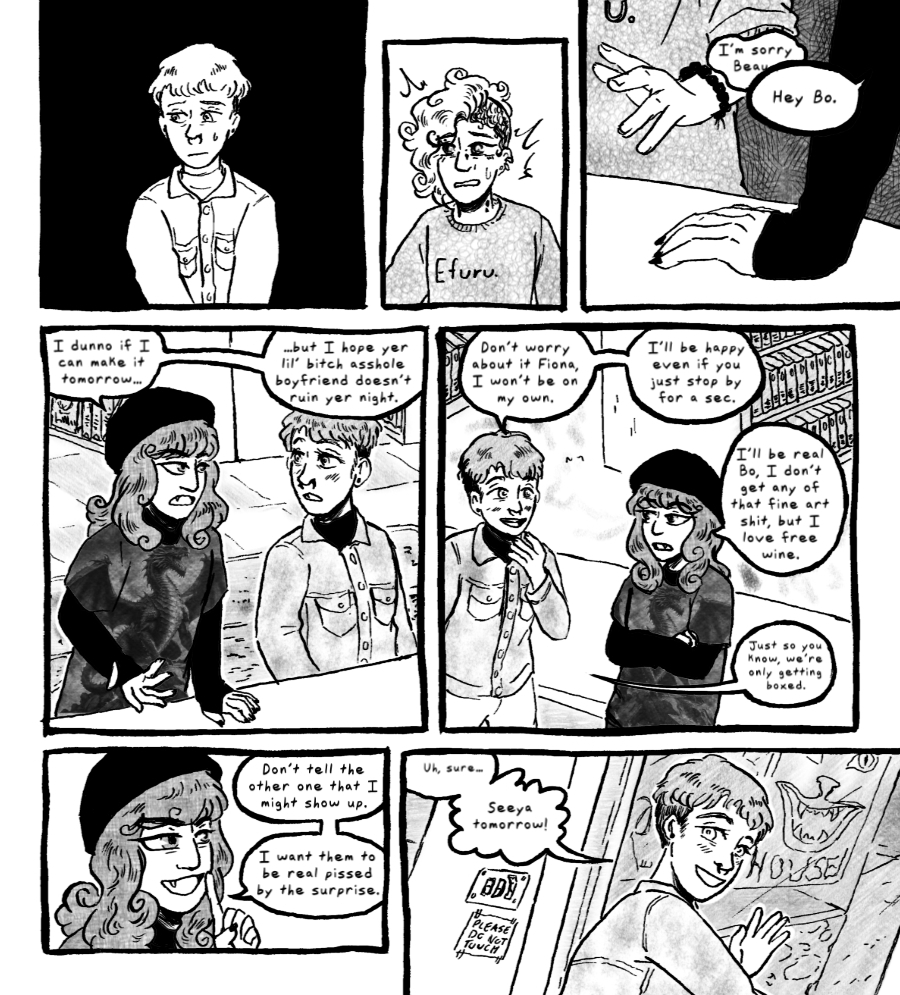 U.
I'm sorry
Beau
Hey Bo.
Efuru.
I dunno if I
can make it
tomorrow...
...but I hope yer
lil' bitch asshole
boyfriend doesn't
ruin yer night.
Don't worry
about it Fiona,
I won't be on
my own.
I'll be happy
even if you
just stop by
for a sec.
I'll be real
Bo, I don't
get any of
that fine art
shit, but I
love free
wine.
Just so you
know, we're
only getting
boxed.
Don't tell the
other one that I
might show up.
I want them to
be real pissed
by the surprise.
Uh, sure...
Seeya
tomorrow!
PLEASE
DO NOT
TOUCH
HOUSE